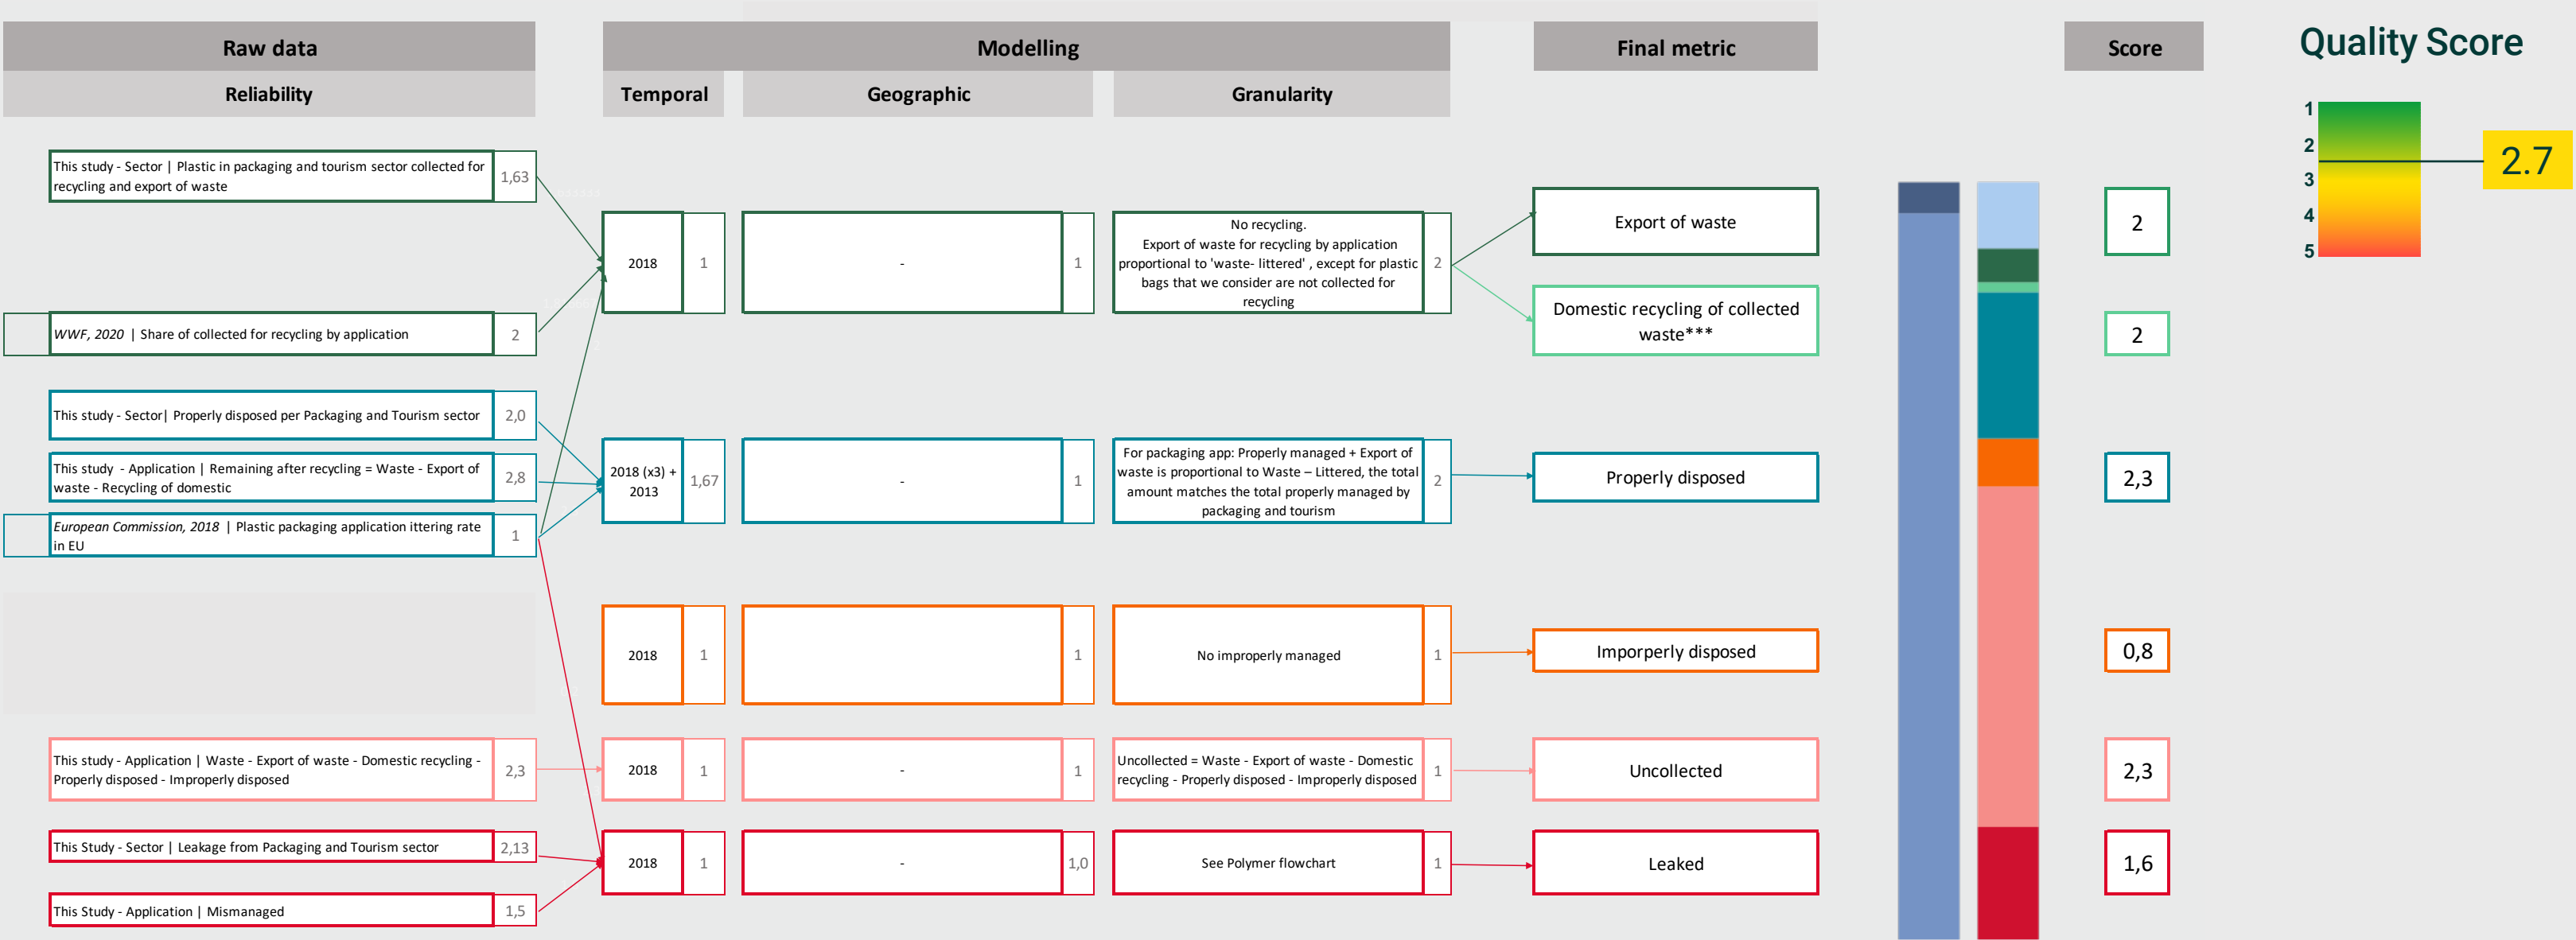 Raw data
Modelling
Final metric
Score
Quality Score
Reliability
Temporal
Geographic
Granularity
1
2
3
4
5
2.7
This study - Sector | Plastic in packaging and tourism sector collected for
recycling and export of waste
1,63
WWF, 2020 | Share of collected for recycling by application
2
2018
1
-
1
No recycling.
Export of waste for recycling by application
proportional to 'waste- littered' , except for plastic
bags that we consider are not collected for
recycling
2
Export of waste
2
Domestic recycling of collected
waste***
2
This study - Sector| Properly disposed per Packaging and Tourism sector
2,0
This study - Application | Remaining after recycling = Waste - Export of
waste - Recycling of domestic
2,8
European Commission, 2018 | Plastic packaging application ittering rate
in EU
1
2018 (x3) +
2013
1,67
-
1
For packaging app: Properly managed + Export of
waste is proportional to Waste – Littered, the total
amount matches the total properly managed by
packaging and tourism
2
Properly disposed
2,3
2018
1
1
No improperly managed
1
Imporperly disposed
0,8
This study - Application | Waste - Export of waste - Domestic recycling -
Properly disposed - Improperly disposed
2,3
2018
1
-
1
Uncollected = Waste - Export of waste - Domestic
recycling - Properly disposed - Improperly disposed
1
Uncollected
2,3
This Study - Sector | Leakage from Packaging and Tourism sector
2,13
This Study - Application | Mismanaged
1,5
2018
1
-
1,0
See Polymer flowchart
1
Leaked
1,6